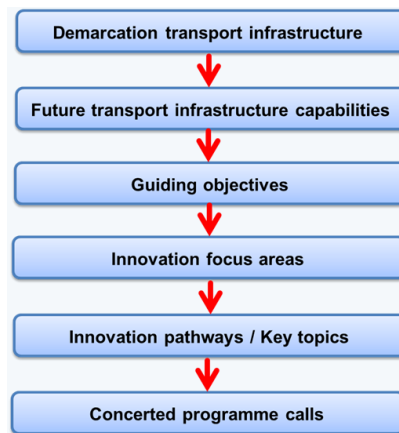 Demarcation transport infrastructure
Future transport infrastructure capabilities
Guiding objectives
Innovation focus areas
Innovation pathways / Key topics
Concerted programme calls